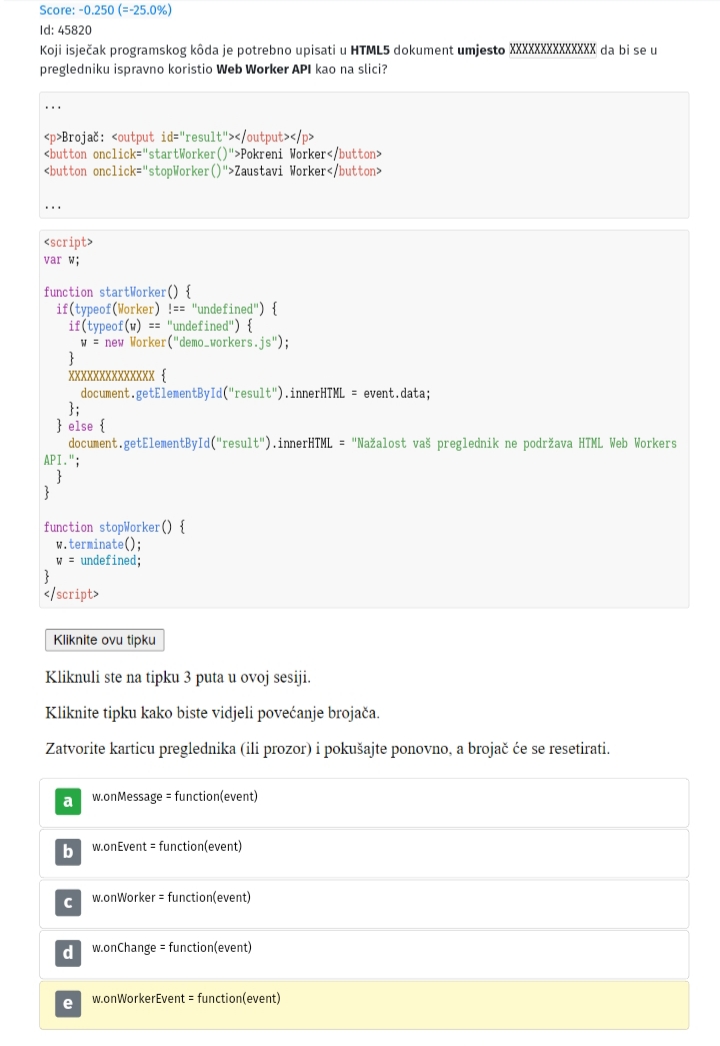 Score: -0.250 (=-25.0%)
Id: 45820
Koji isječak programskog kôda je potrebno upisati u HTML5 dokument umjesto XXXXXXXXXXXXXX da bi se u
pregledniku ispravno koristio Web Worker API kao na slici?
...
<p>Brojač: <output id="result"></output></p>
<button onclick="startWorker()">Pokreni Worker</button>
<button onclick="stopWorker()">Zaustavi Worker</button>
...
<script>
var w;
function startWorker() {
if(typeof(Worker) !== "undefined") {
if(typeof(w) == "undefined") {
w = new Worker("demo_workers.js");
}
XXXXXXXXXXXXXX {
document.getElementById("result").innerHTML = event.data;
};
} else {
document.getElementById("result").innerHTML = "Nažalost vaš preglednik ne podržava HTML Web Workers
API.";
}
}
function stopWorker() {
w.terminate();
w = undefined;
}
</script>
Kliknite ovu tipku
Kliknuli ste na tipku 3 puta u ovoj sesiji.
Kliknite tipku kako biste vidjeli povećanje brojača.
Zatvorite karticu preglednika (ili prozor) i pokušajte ponovno, a brojač će se resetirati.
a w.onMessage = function(event)
b w.onEvent = function(event)
c w.onWorker = function(event)
d w.onChange = function(event)
e w.onWorkerEvent = function(event)